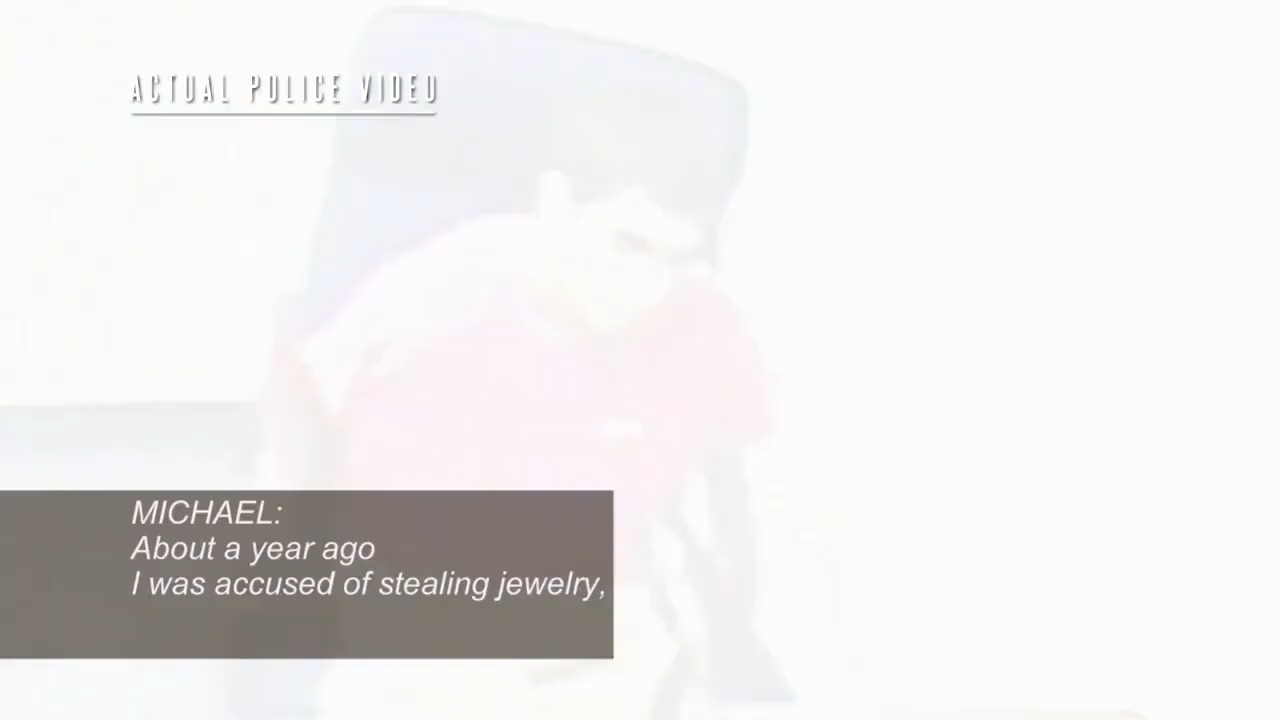 ACTUAL POLICE VIDEO
MICHAEL:
About a year ago
I was accused of stealing jewelry,